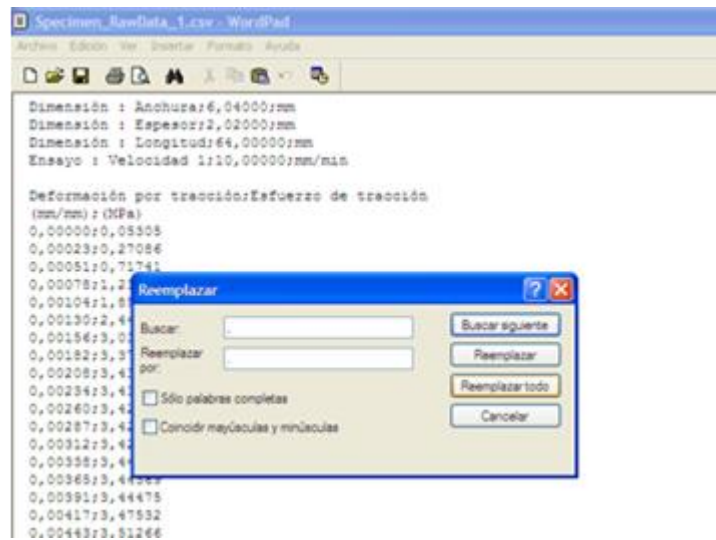 Specimen_RawData_1.csv - WordPad
Archivo Edición Ver Insertar Formato Ayuda
Dimensión : Anchura;6,04000;mm
Dimensión : Espesor;2,02000;mm
Dimensión : Longitud;64,00000;mm
Ensayo : Velocidad 1;10,00000;mm/min
Deformación por tracción;Esfuerzo de tracción
(mm/mm);(MPa)
0,00000;0,05305
0,00023;0,27086
0,00051;0,71741
0,00078;1,2
0,00104;1,8
0,00130;2,4
0,00156;3,0
0,00182;3,3
0,00208;3,4
0,00234;3,4
0,00260;3,42
0,00287;3,42
0,00312;3,42
0,00338;3,44
0,00365;3,44369
0,00391;3,44475
0,00417;3,47532
0,00443;3,51266
Reemplazar
Buscar:
Reemplazar por:
Sólo palabras completas
Coincidir mayúsculas y minúsculas
Buscar siguiente
Reemplazar
Reemplazar todo
Cancelar